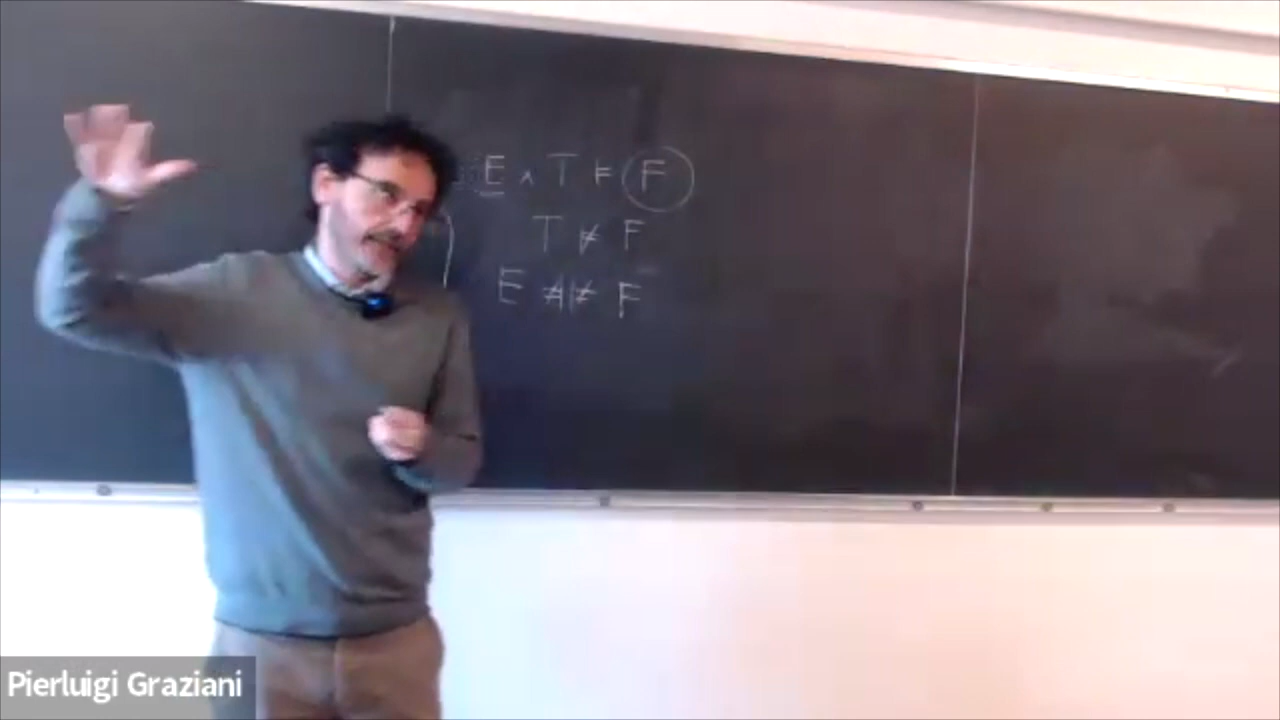 E ∧ T ⊨ F
T ⊭ F
E ⊭ F
Pierluigi Graziani